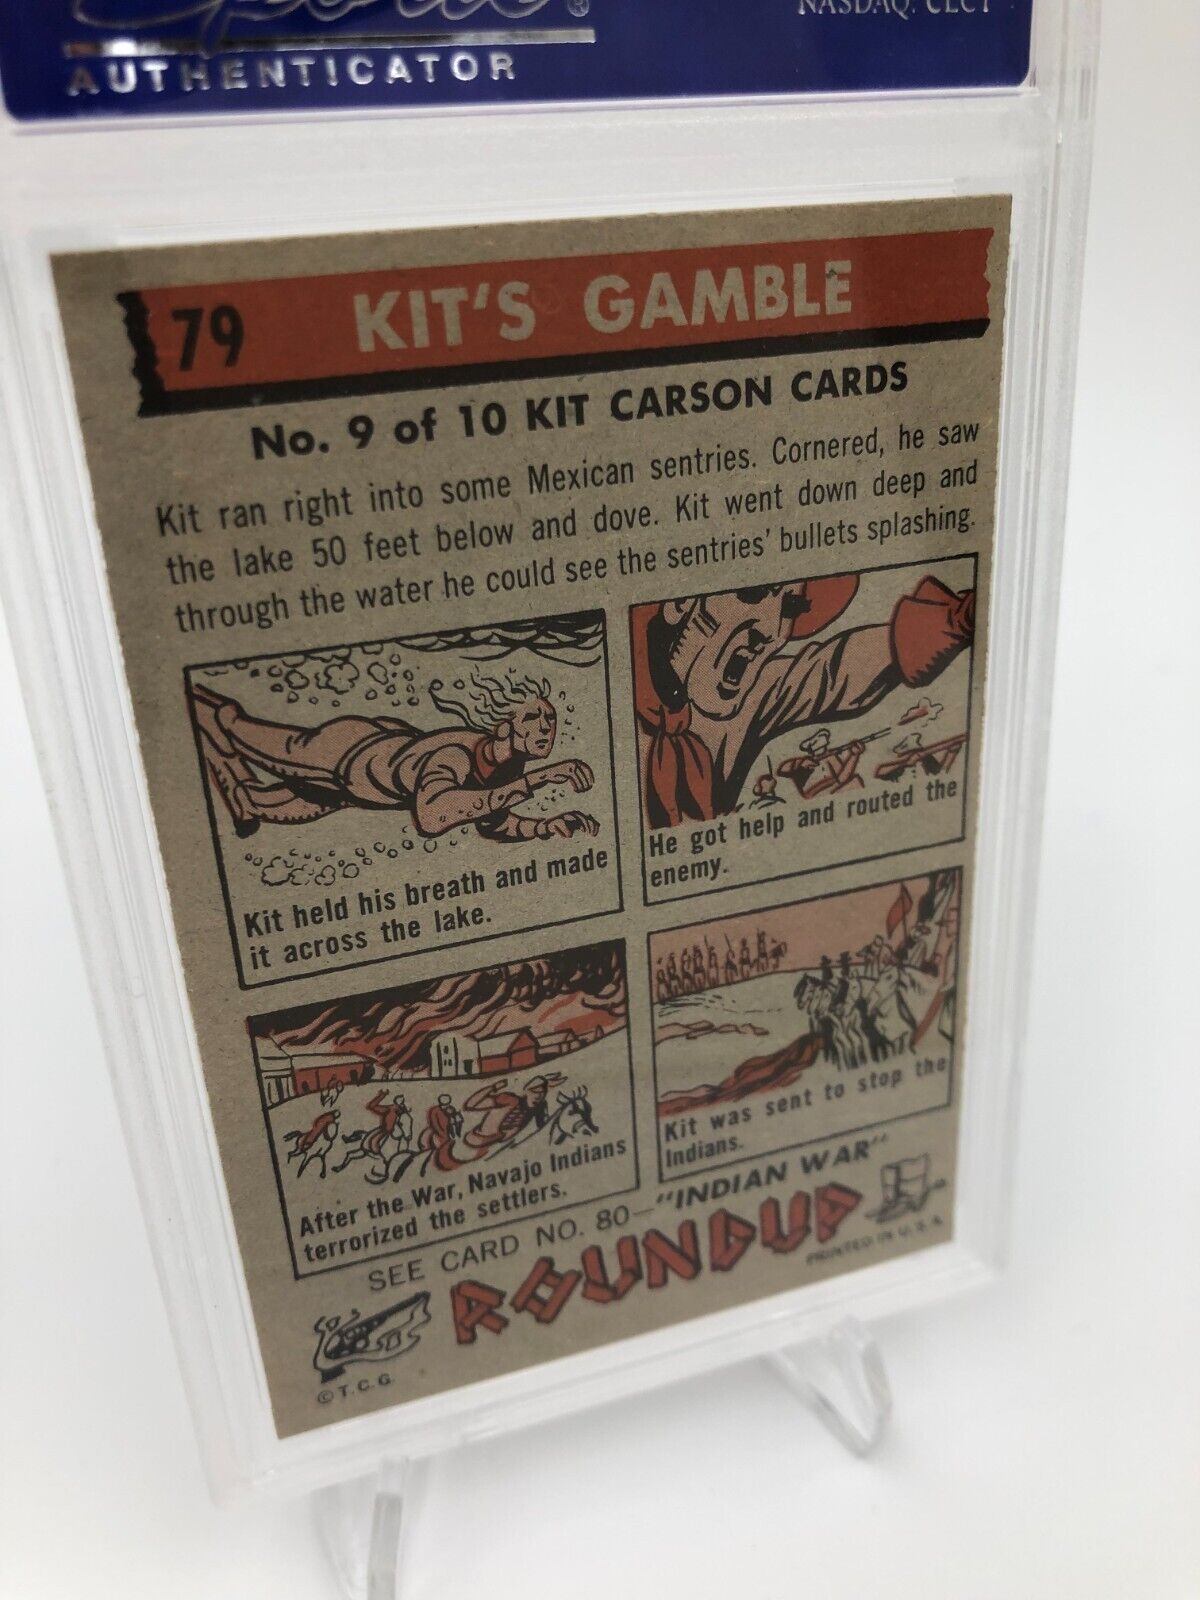 NASDAQ: CLCT
AUTHENTICATOR
79 KIT'S GAMBLE
No. 9 of 10 KIT CARSON CARDS
Kit ran right into some Mexican sentries. Cornered, he saw
the lake 50 feet below and dove. Kit went down deep and
through the water he could see the sentries' bullets splashing.
Kit held his breath and made
it across the lake.
He got help and routed the
enemy.
After the War, Navajo Indians
terrorized the settlers.
Kit was sent to stop the
Indians.
SEE CARD NO. 80—"INDIAN WAR"
ROUNDUP
PRINTED IN U.S.A.
© T.C.G.